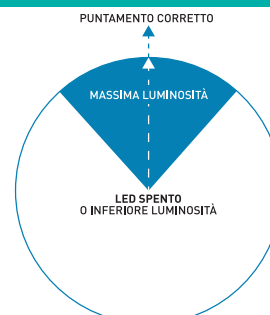 PUNTAMENTO CORRETTO
MASSIMA LUMINOSITÀ
LED SPENTO
O INFERIORE LUMINOSITÀ